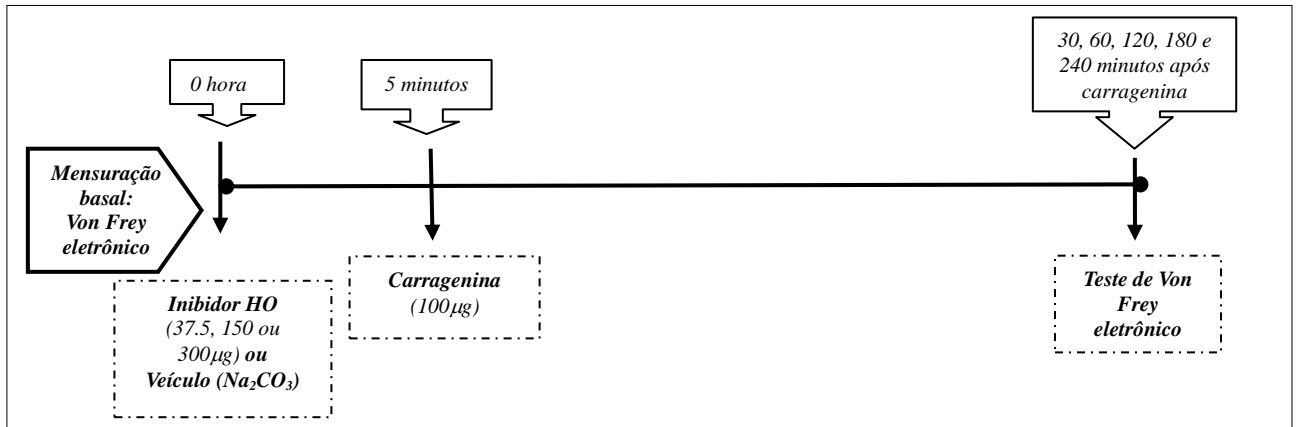 0 hora
5 minutos
30, 60, 120, 180 e
240 minutos após
carragenina
Mensuração
basal:
Von Frey
eletrônico
Inibidor HO
(37.5, 150 ou
300µg) ou
Veículo (Na₂CO₃)
Carragenina
(100µg)
Teste de Von
Frey
eletrônico